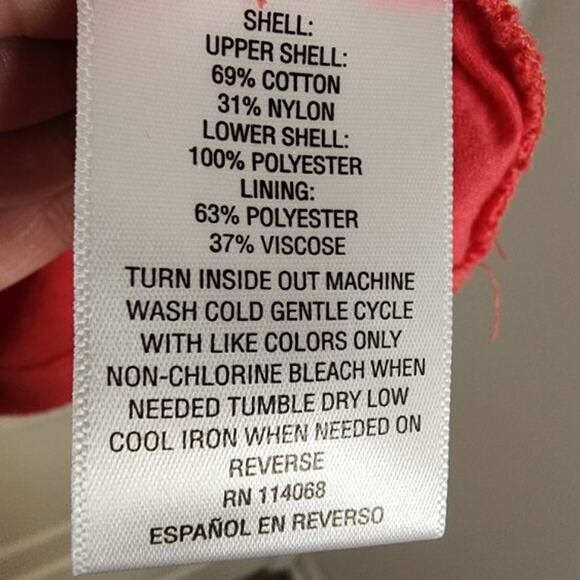 SHELL:
UPPER SHELL:
69% COTTON
31% NYLON
LOWER SHELL:
100% POLYESTER
LINING:
63% POLYESTER
37% VISCOSE
TURN INSIDE OUT MACHINE
WASH COLD GENTLE CYCLE
WITH LIKE COLORS ONLY
NON-CHLORINE BLEACH WHEN
NEEDED TUMBLE DRY LOW
COOL IRON WHEN NEEDED ON
REVERSE
RN 114068
ESPAÑOL EN REVERSO